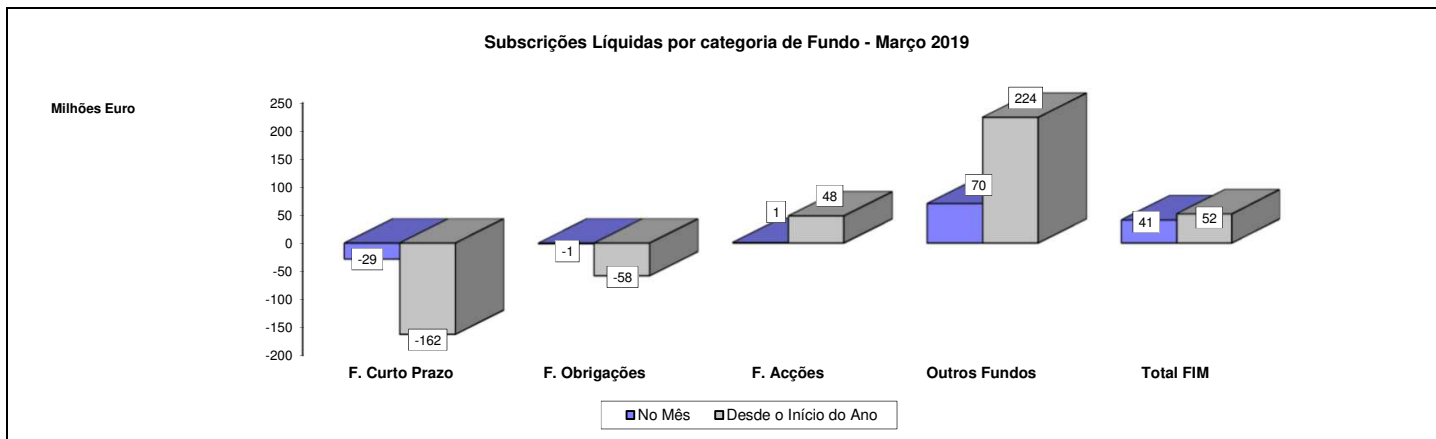 Subscrições Líquidas por categoria de Fundo - Março 2019
Milhões Euro
250
200
150
100
50
0
-50
-100
-150
-200
-29
-162
-1
-58
1
48
70
224
41
52
F. Curto Prazo
F. Obrigações
F. Acções
Outros Fundos
Total FIM
No Mês
Desde o Início do Ano